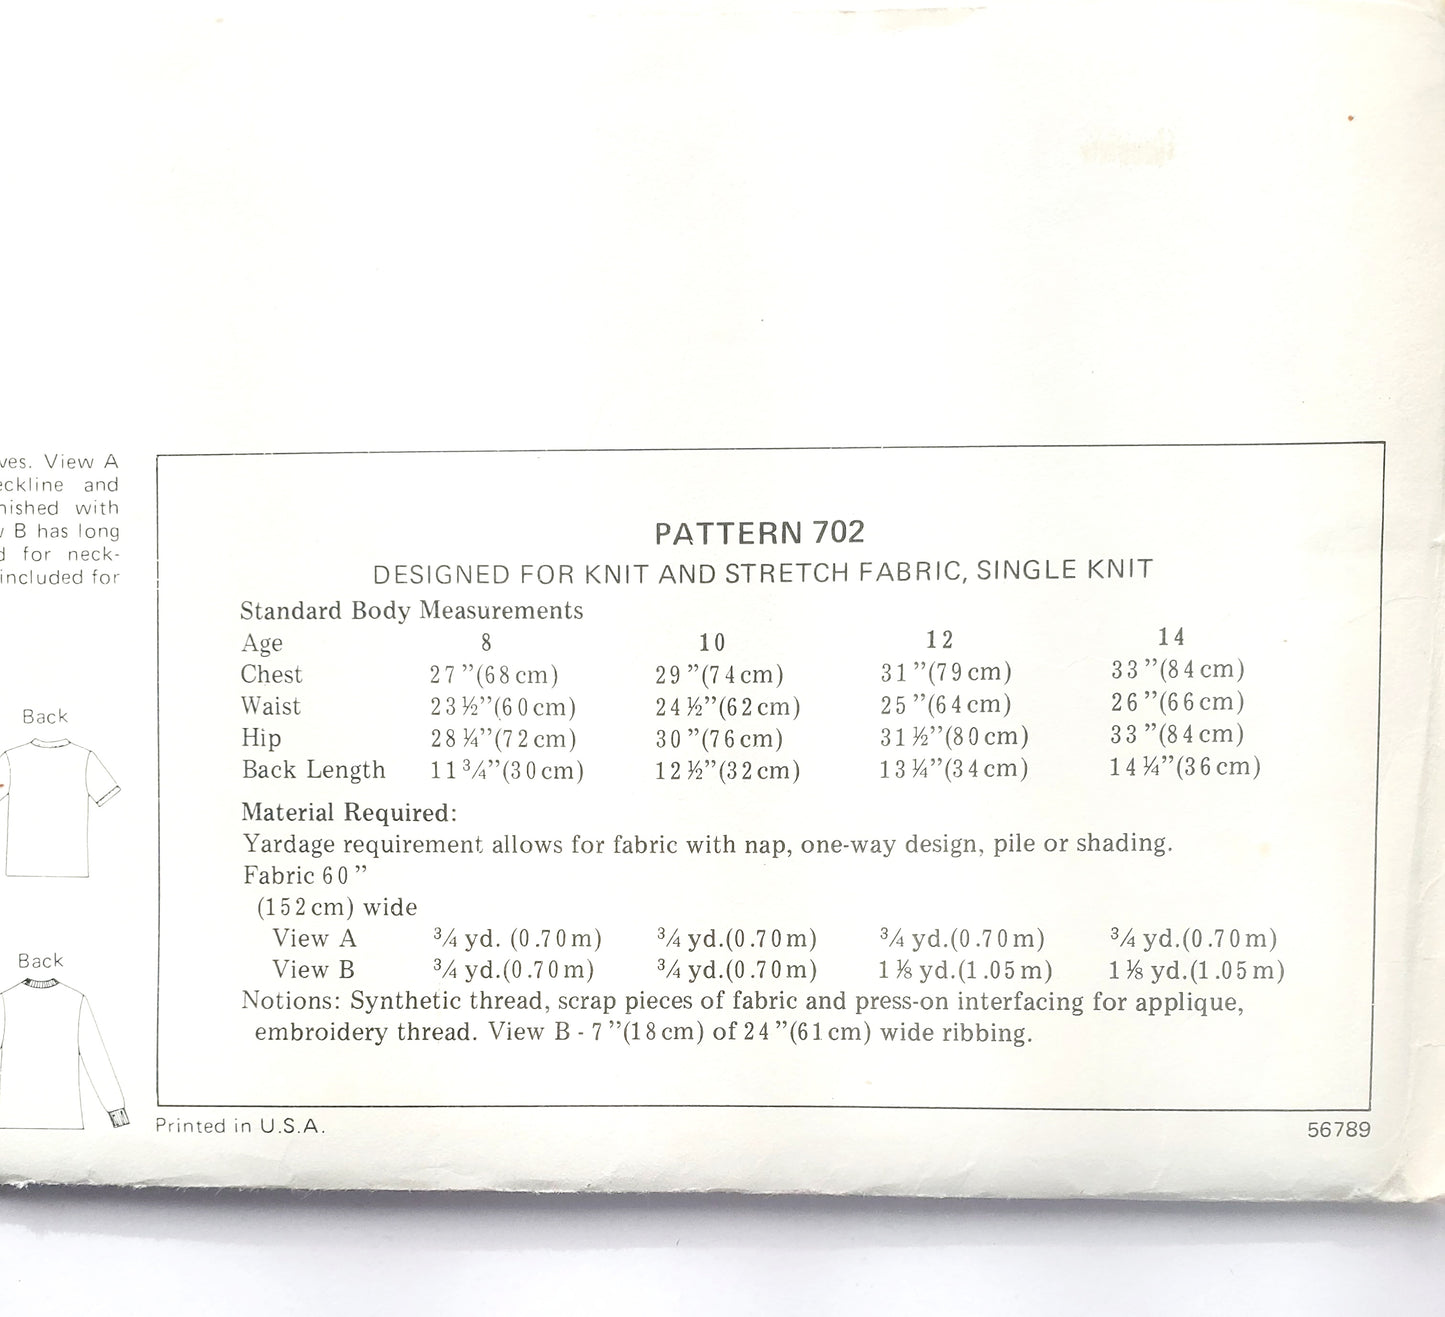 View A
and
with
B has long
for neck-
included for
Back
Back
PATTERN 702
DESIGNED FOR KNIT AND STRETCH FABRIC, SINGLE KNIT
Standard Body Measurements
Age 8 10 12 14
Chest 27"(68cm) 29"(74cm) 31"(79cm) 33"(84cm)
Waist 23½"(60cm) 24½"(62cm) 25"(64cm) 26"(66cm)
Hip 28¼"(72cm) 30"(76cm) 31½"(80cm) 33"(84cm)
Back Length 11¾"(30cm) 12½"(32cm) 13¼"(34cm) 14¼"(36cm)
Material Required:
Yardage requirement allows for fabric with nap, one-way design, pile or shading.
Fabric 60"
(152cm) wide
View A ¾ yd. (0.70m) ¾ yd.(0.70m) ¾ yd.(0.70m) ¾ yd.(0.70m)
View B ¾ yd.(0.70m) ¾ yd.(0.70m) 1⅛ yd.(1.05m) 1⅛ yd.(1.05m)
Notions: Synthetic thread, scrap pieces of fabric and press-on interfacing for applique,
embroidery thread. View B - 7"(18cm) of 24"(61cm) wide ribbing.
Printed in U.S.A.
56789